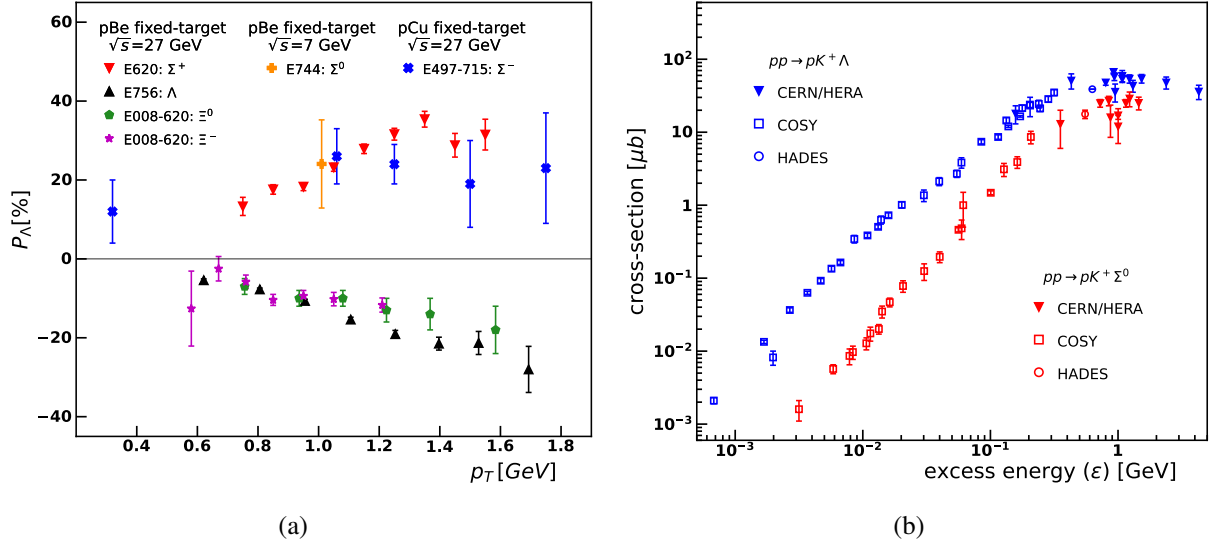 pBe fixed-target
√s=27 GeV
E620: Σ⁺
E756: Λ
E008-620: Ξ⁰
E008-620: Ξ⁻
pBe fixed-target
√s=7 GeV
E744: Σ⁰
pCu fixed-target
√s=27 GeV
E497-715: Σ⁻
P_Λ[%]
60
40
20
0
−20
−40
0.4 0.6 0.8 1.0 1.2 1.4 1.6 1.8
p_T [GeV]
(a)
cross-section [μb]
10²
10
1
10⁻¹
10⁻²
10⁻³
pp → pK⁺Λ
CERN/HERA
COSY
HADES
pp → pK⁺Σ⁰
CERN/HERA
COSY
HADES
10⁻³ 10⁻² 10⁻¹ 1
excess energy (ε) [GeV]
(b)